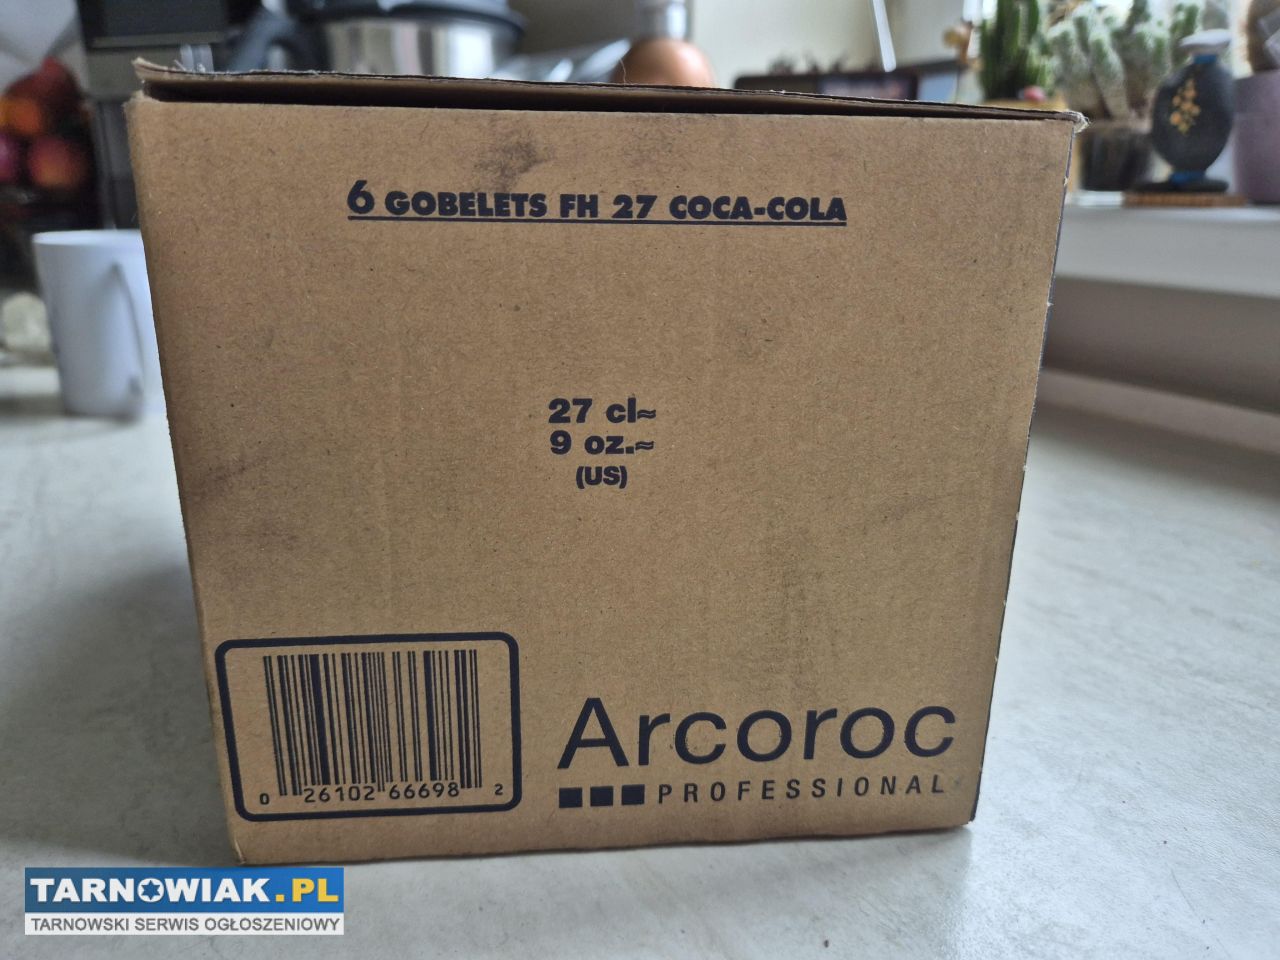 6 GOBELETS FH 27 COCA-COLA
27 cl≈
9 oz.≈
(US)
0 26102 66698 2
Arcoroc
PROFESSIONAL
TARNOWIAK.PL
TARNOWSKI SERWIS OGŁOSZENIOWY